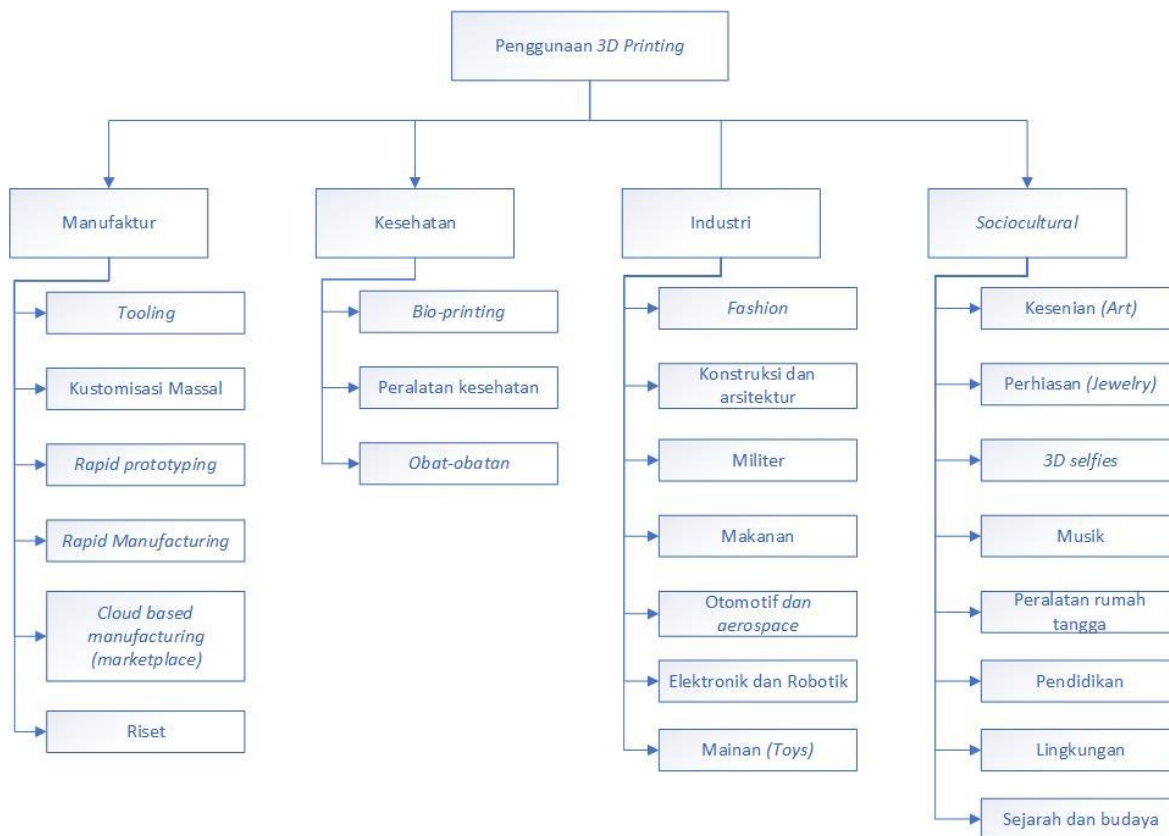 Penggunaan 3D Printing
Manufaktur
Kesehatan
Industri
Sociocultural
Tooling
Kustomisasi Massal
Rapid prototyping
Rapid Manufacturing
Cloud based
manufacturing
(marketplace)
Riset
Bio-printing
Peralatan kesehatan
Obat-obatan
Fashion
Konstruksi dan
arsitektur
Militer
Makanan
Otomotif dan
aerospace
Elektronik dan Robotik
Mainan (Toys)
Kesenian (Art)
Perhiasan (Jewelry)
3D selfies
Musik
Peralatan rumah
tangga
Pendidikan
Lingkungan
Sejarah dan budaya